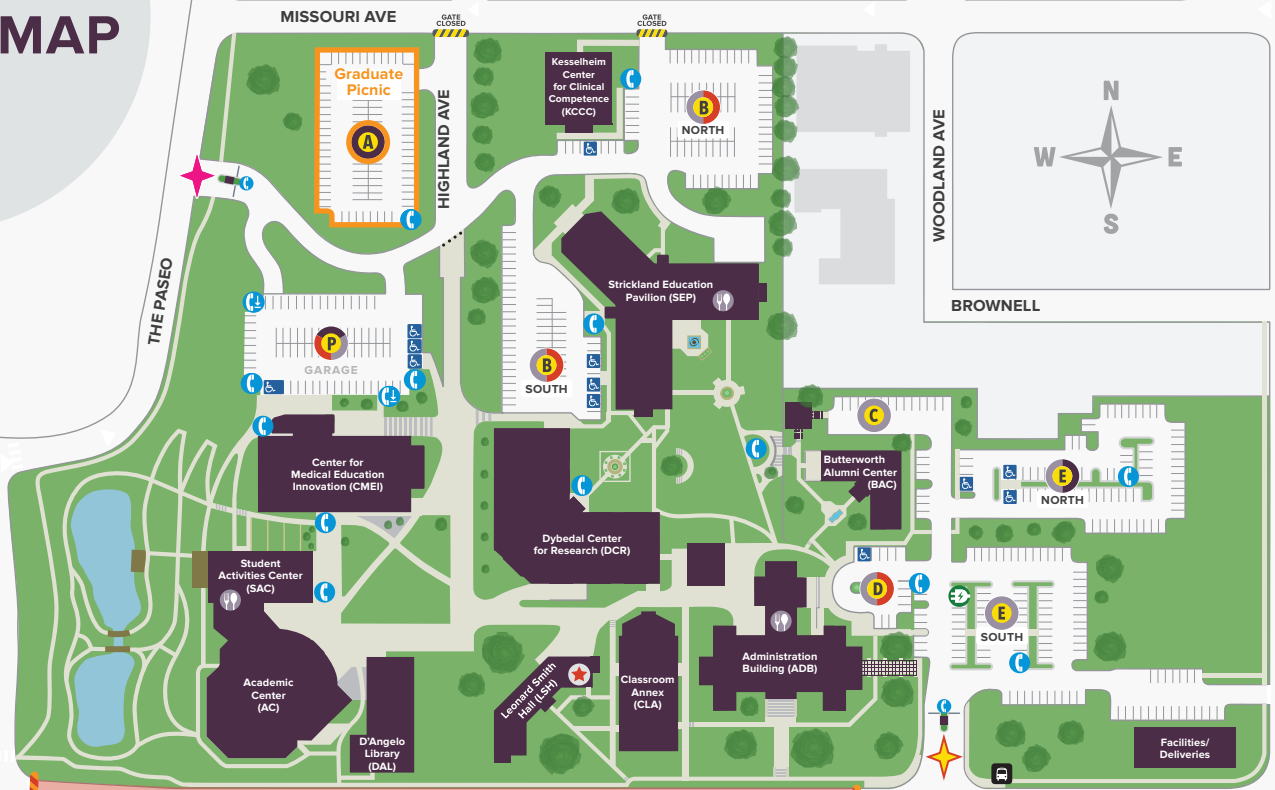 MAP
MISSOURI AVE
GATE
CLOSED
GATE
CLOSED
Graduate
Picnic
A
HIGHLAND AVE
Kesselheim
Center
for Clinical
Competence
(KCCC)
B
NORTH
WOODLAND AVE
N
W
E
S
THE PASEO
Strickland Education
Pavilion (SEP)
BROWNELL
P
GARAGE
B
SOUTH
C
Center for
Medical Education
Innovation (CMEI)
Butterworth
Alumni Center
(BAC)
E
NORTH
Dybedal Center
for Research (DCR)
Student
Activities Center
(SAC)
D
E
SOUTH
Academic
Center
(AC)
Leonard Smith
Hall (LSH)
Classroom
Annex
(CLA)
Administration
Building (ADB)
D'Angelo
Library
(DAL)
Facilities/
Deliveries